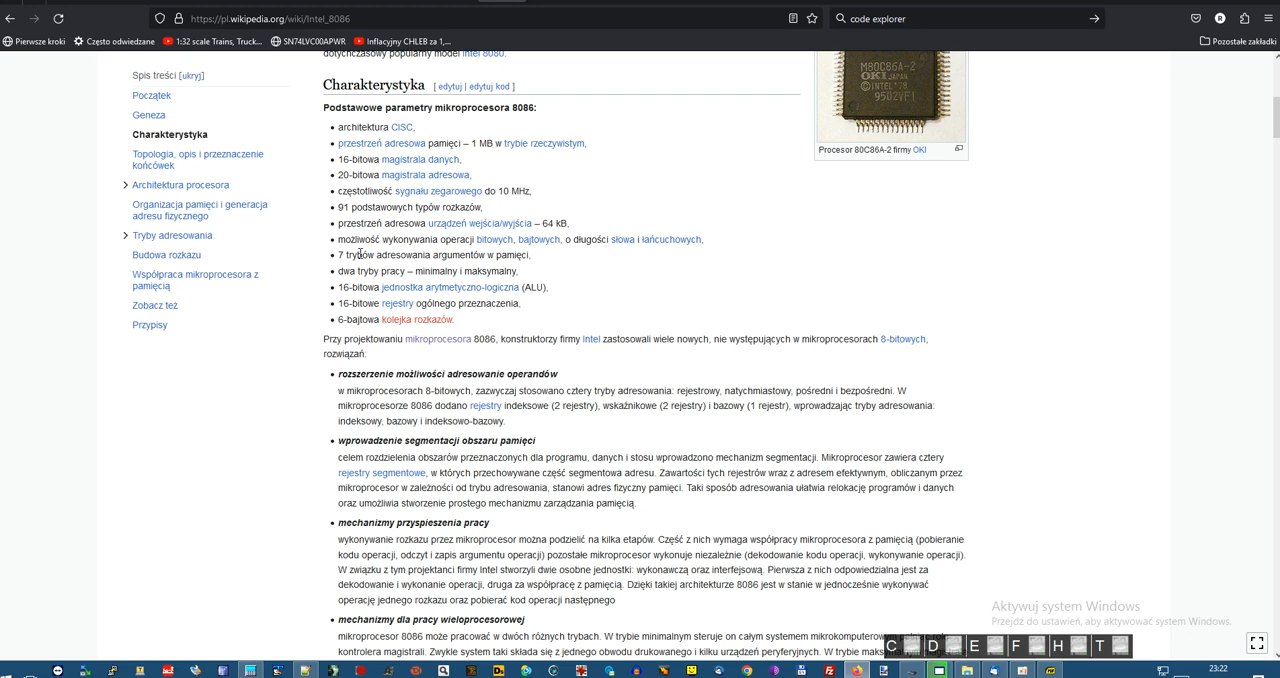 https://pl.wikipedia.org/wiki/Intel_8086
code explorer
Pierwsze kroki
Często odwiedzane
1:32 scale Trains, Truck...
SN74LVC00APWR
Inflacyjny CHLEB za 1,...
Pozostałe zakładki
dotychczasowy popularny model Intel 8080.
Spis treści [ukryj]
Początek
Geneza
Charakterystyka
Topologia, opis i przeznaczenie
końcówek
Architektura procesora
Organizacja pamięci i generacja
adresu fizycznego
Tryby adresowania
Budowa rozkazu
Współpraca mikroprocesora z
pamięcią
Zobacz też
Przypisy
Charakterystyka [ edytuj | edytuj kod ]
Podstawowe parametry mikroprocesora 8086:
• architektura CISC,
• przestrzeń adresowa pamięci – 1 MB w trybie rzeczywistym,
• 16-bitowa magistrala danych,
• 20-bitowa magistrala adresowa,
• częstotliwość sygnału zegarowego do 10 MHz,
• 91 podstawowych typów rozkazów,
• przestrzeń adresowa urządzeń wejścia/wyjścia – 64 kB,
• możliwość wykonywania operacji bitowych, bajtowych, o długości słowa i łańcuchowych,
• 7 trybów adresowania argumentów w pamięci,
• dwa tryby pracy – minimalny i maksymalny,
• 16-bitowa jednostka arytmetyczno-logiczna (ALU),
• 16-bitowe rejestry ogólnego przeznaczenia,
• 6-bajtowa kolejka rozkazów.
M80C86A-2
OKI JAPAN
©INTEL'78
9502VF1
Procesor 80C86A-2 firmy OKI
Przy projektowaniu mikroprocesora 8086, konstruktorzy firmy Intel zastosowali wiele nowych, nie występujących w mikroprocesorach 8-bitowych,
rozwiązań:
• rozszerzenie możliwości adresowanie operandów
w mikroprocesorach 8-bitowych, zazwyczaj stosowano cztery tryby adresowania: rejestrowy, natychmiastowy, pośredni i bezpośredni. W
mikroprocesorze 8086 dodano rejestry indeksowe (2 rejestry), wskaźnikowe (2 rejestry) i bazowy (1 rejestr), wprowadzając tryby adresowania:
indeksowy, bazowy i indeksowo-bazowy.
• wprowadzenie segmentacji obszaru pamięci
celem rozdzielenia obszarów przeznaczonych dla programu, danych i stosu wprowadzono mechanizm segmentacji. Mikroprocesor zawiera cztery
rejestry segmentowe, w których przechowywane część segmentowa adresu. Zawartości tych rejestrów wraz z adresem efektywnym, obliczanym przez
mikroprocesor w zależności od trybu adresowania, stanowi adres fizyczny pamięci. Taki sposób adresowania ułatwia relokację programów i danych
oraz umożliwia stworzenie prostego mechanizmu zarządzania pamięcią.
• mechanizmy przyspieszenia pracy
wykonywanie rozkazu przez mikroprocesor można podzielić na kilka etapów. Część z nich wymaga współpracy mikroprocesora z pamięcią (pobieranie
kodu operacji, odczyt i zapis argumentu operacji) pozostałe mikroprocesor wykonuje niezależnie (dekodowanie kodu operacji, wykonywanie operacji).
W związku z tym projektanci firmy Intel stworzyli dwie osobne jednostki: wykonawczą oraz interfejsową. Pierwsza z nich odpowiedzialna jest za
dekodowanie i wykonanie operacji, druga za współpracę z pamięcią. Dzięki takiej architekturze 8086 jest w stanie w jednocześnie wykonywać
operację jednego rozkazu oraz pobierać kod operacji następnego
• mechanizmy dla pracy wieloprocesorowej
mikroprocesor 8086 może pracować w dwóch różnych trybach. W trybie minimalnym steruje on całym systemem mikrokomputerowym
kontrolera magistrali. Zwykle system taki składa się z jednego obwodu drukowanego i kilku urządzeń peryferyjnych. W trybie
Aktywuj system Windows
Przejdź do ustawień, aby aktywować system Windows.
C D E F H T
23:22